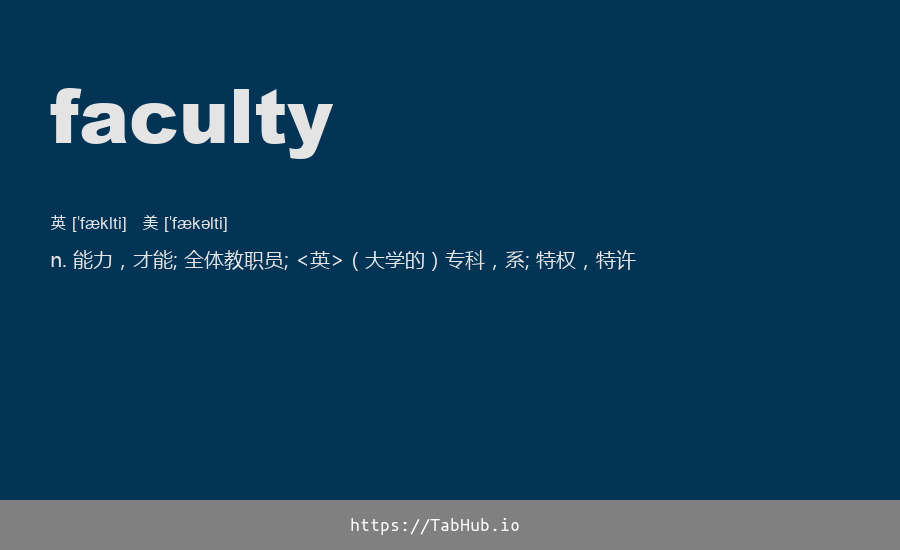 faculty
英 [ˈfæklti]   美 [ˈfækəlti]
n. 能力，才能; 全体教职员; <英>（大学的）专科，系; 特权，特许
https://TabHub.io